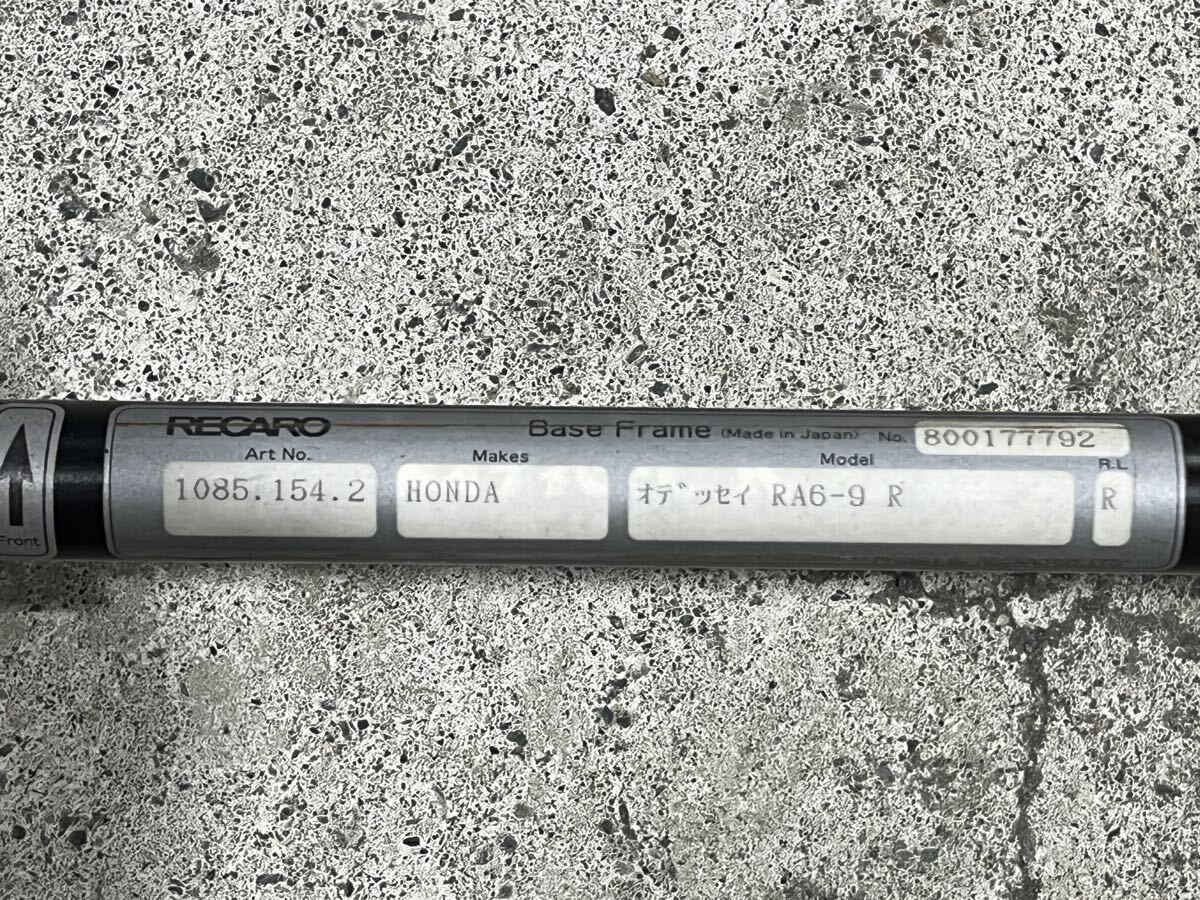 RECARO Base Frame (Made in Japan) No. 800177792
Art No. Makes Model R.L
1085.154.2 HONDA ｵﾃﾞｯｾｲ RA6-9 R R
Front